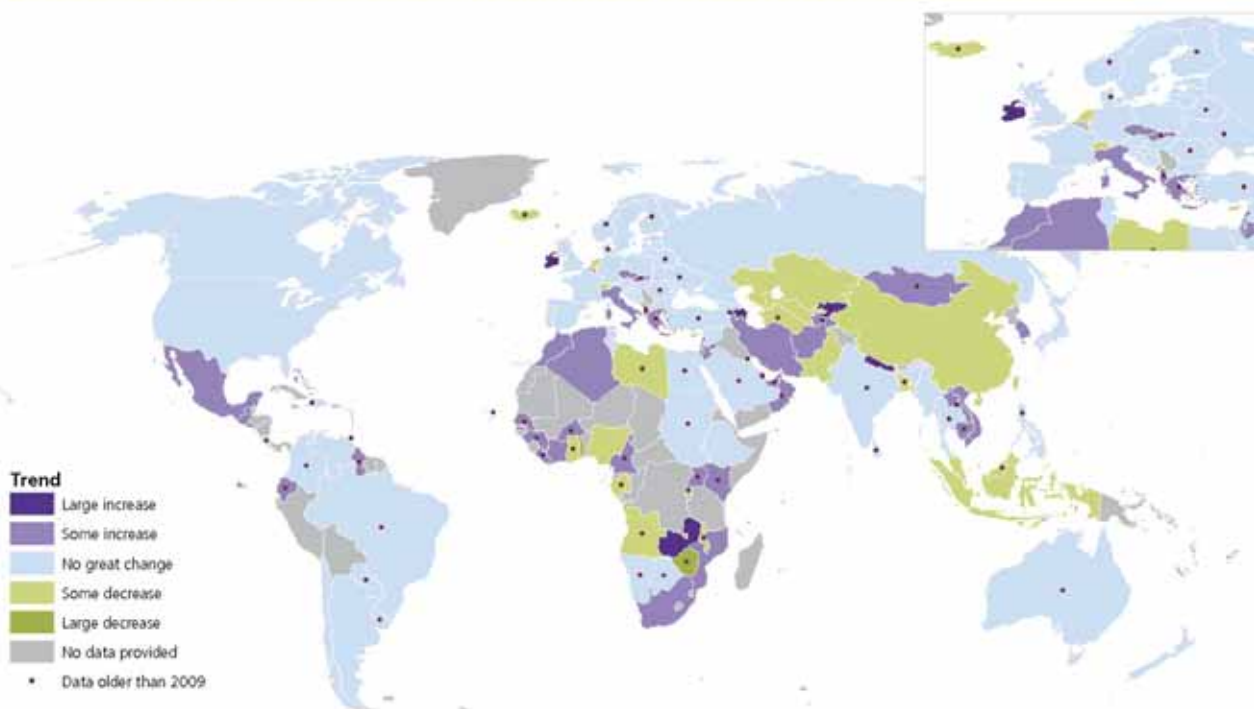 Trend
Large increase
Some increase
No great change
Some decrease
Large decrease
No data provided
Data older than 2009